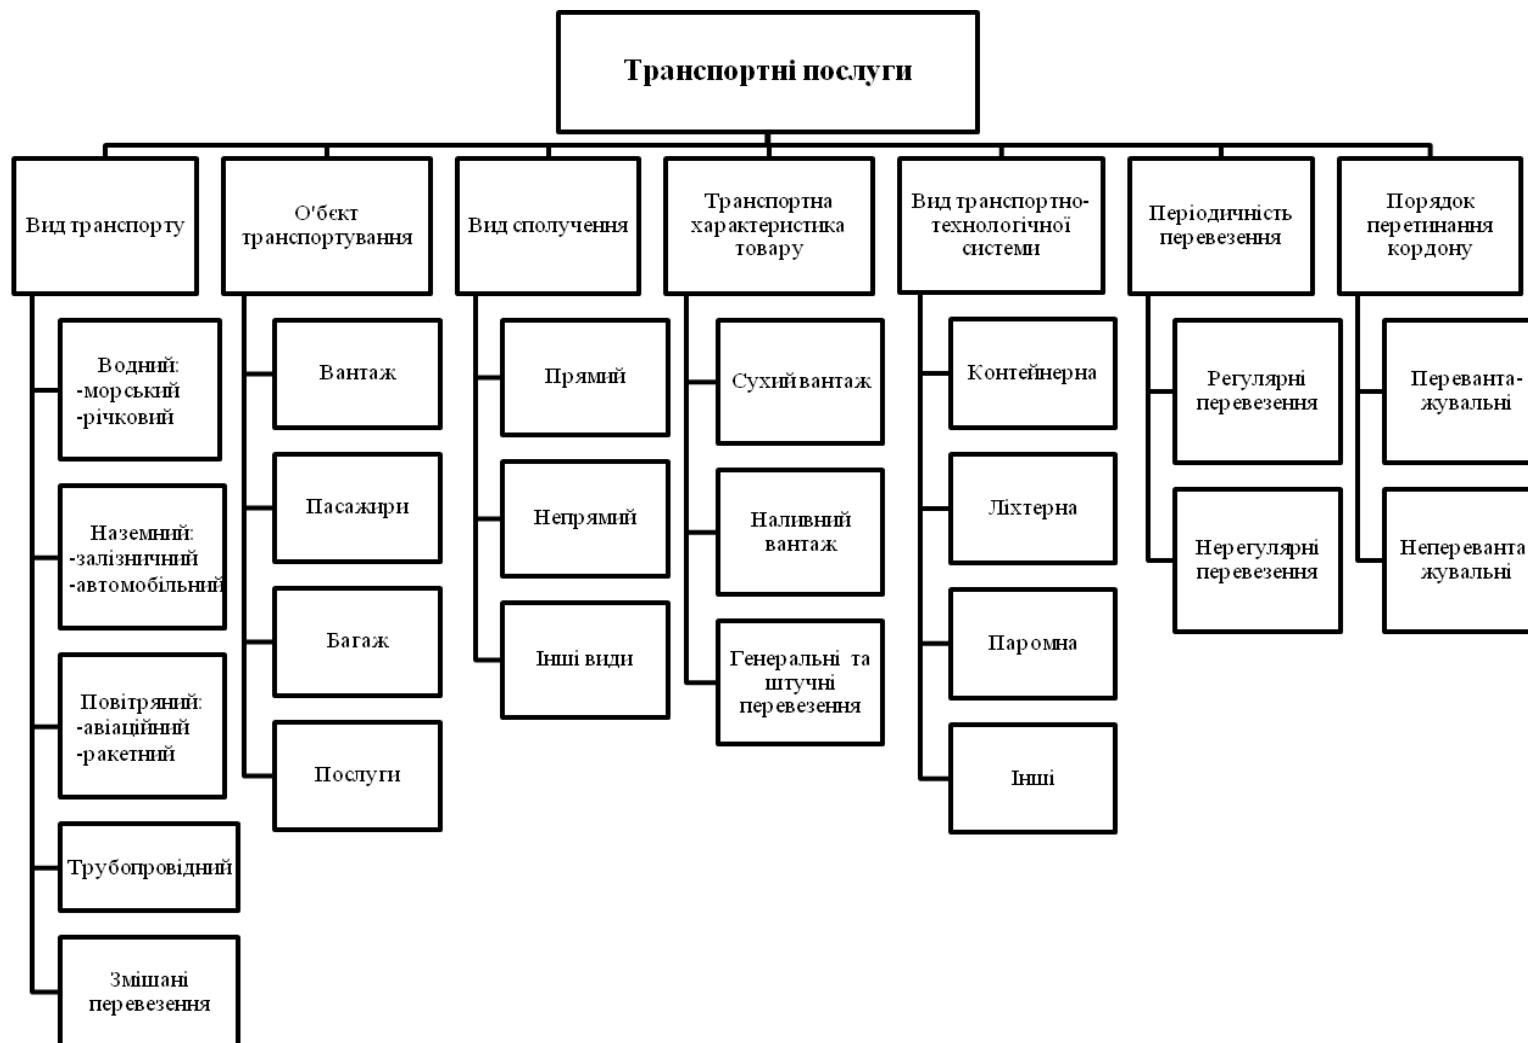 Транспортні послуги
Вид транспорту
Водний:
-морський
-річковий
Наземний:
-залізничний
-автомобільний
Повітряний:
-авіаційний
-ракетний
Трубопровідний
Змішані
перевезення
О'бєкт
транспортування
Вантаж
Пасажири
Багаж
Послуги
Вид сполучення
Прямий
Непрямий
Інші види
Транспортна
характеристика
товару
Сухий вантаж
Наливний
вантаж
Генеральні та
штучні
перевезення
Вид транспортно-
технологічної
системи
Контейнерна
Ліхтерна
Паромна
Інші
Періодичність
перевезення
Регулярні
перевезення
Нерегулярні
перевезення
Порядок
перетинання
кордону
Переванта-
жувальні
Непереванта
жувальні